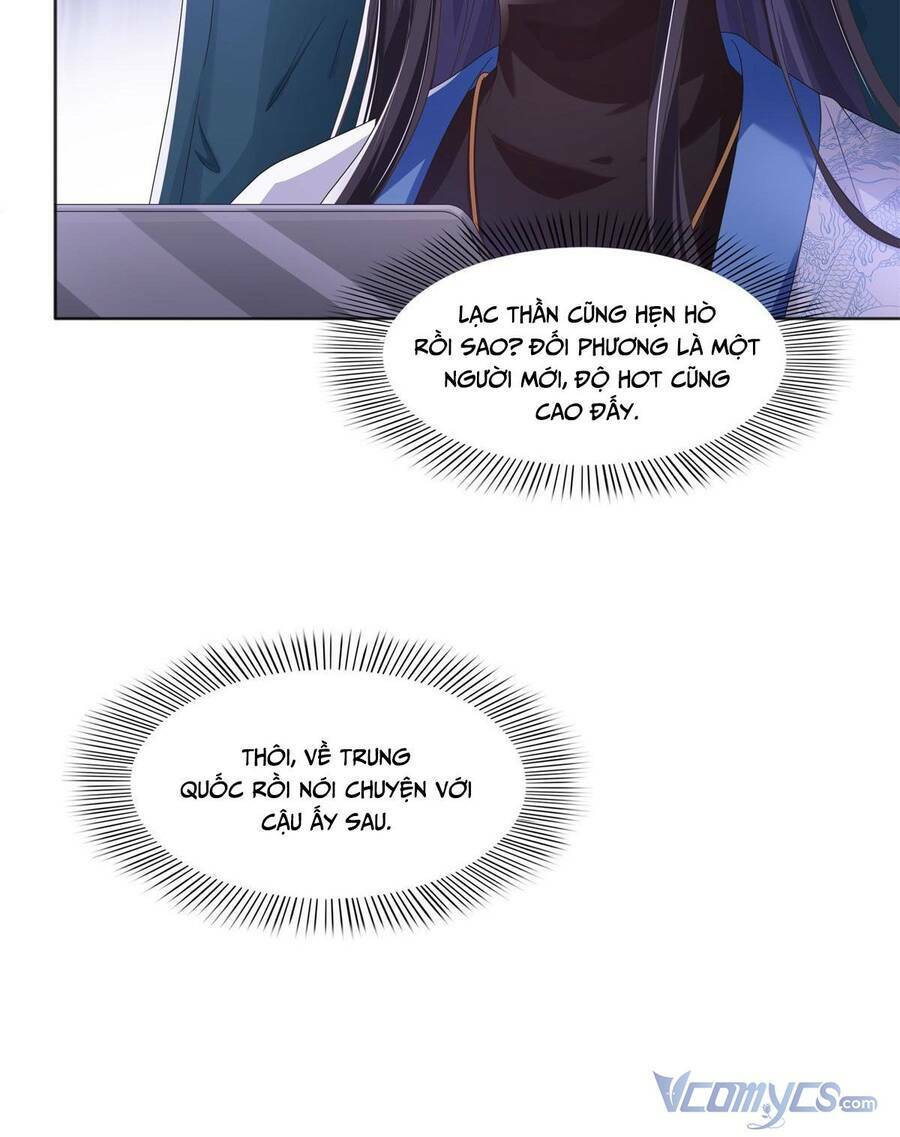 LẠC THẦN CŨNG HẸN HÒ
RỒI SAO? ĐỐI PHƯƠNG LÀ MỘT
NGƯỜI MỚI, ĐỘ HOT CŨNG
CAO ĐẤY.
THÔI, VỀ TRUNG
QUỐC RỒI NÓI CHUYỆN VỚI
CẬU ẤY SAU.
VCOMYCS.com